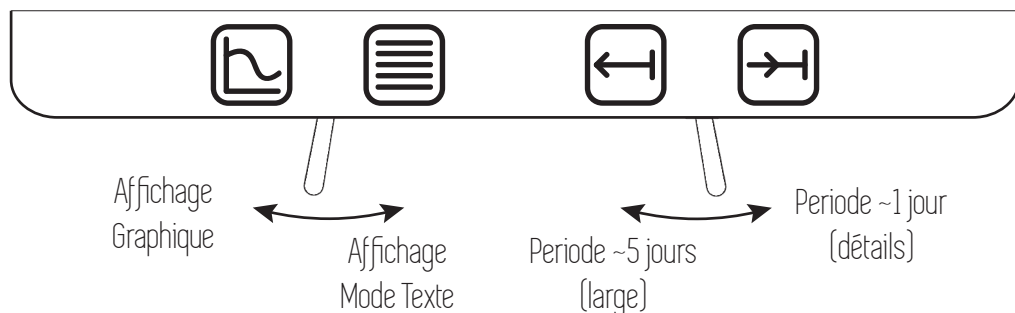 Affichage
Graphique
Affichage
Mode Texte
Periode ~5 jours
(large)
Periode ~1 jour
(détails)